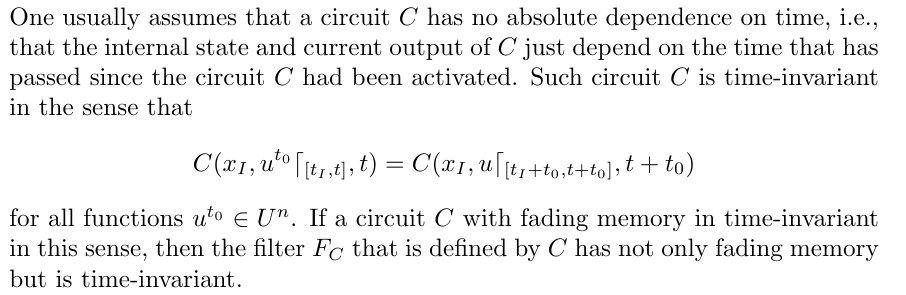 One usually assumes that a circuit C has no absolute dependence on time, i.e.,
that the internal state and current output of C just depend on the time that has
passed since the circuit C had been activated. Such circuit C is time-invariant
in the sense that
C(x_I, u^{t_0}⌈_{[t_I,t]}, t) = C(x_I, u⌈_{[t_I+t_0,t+t_0]}, t + t_0)
for all functions u^{t_0} ∈ U^n. If a circuit C with fading memory in time-invariant
in this sense, then the filter F_C that is defined by C has not only fading memory
but is time-invariant.